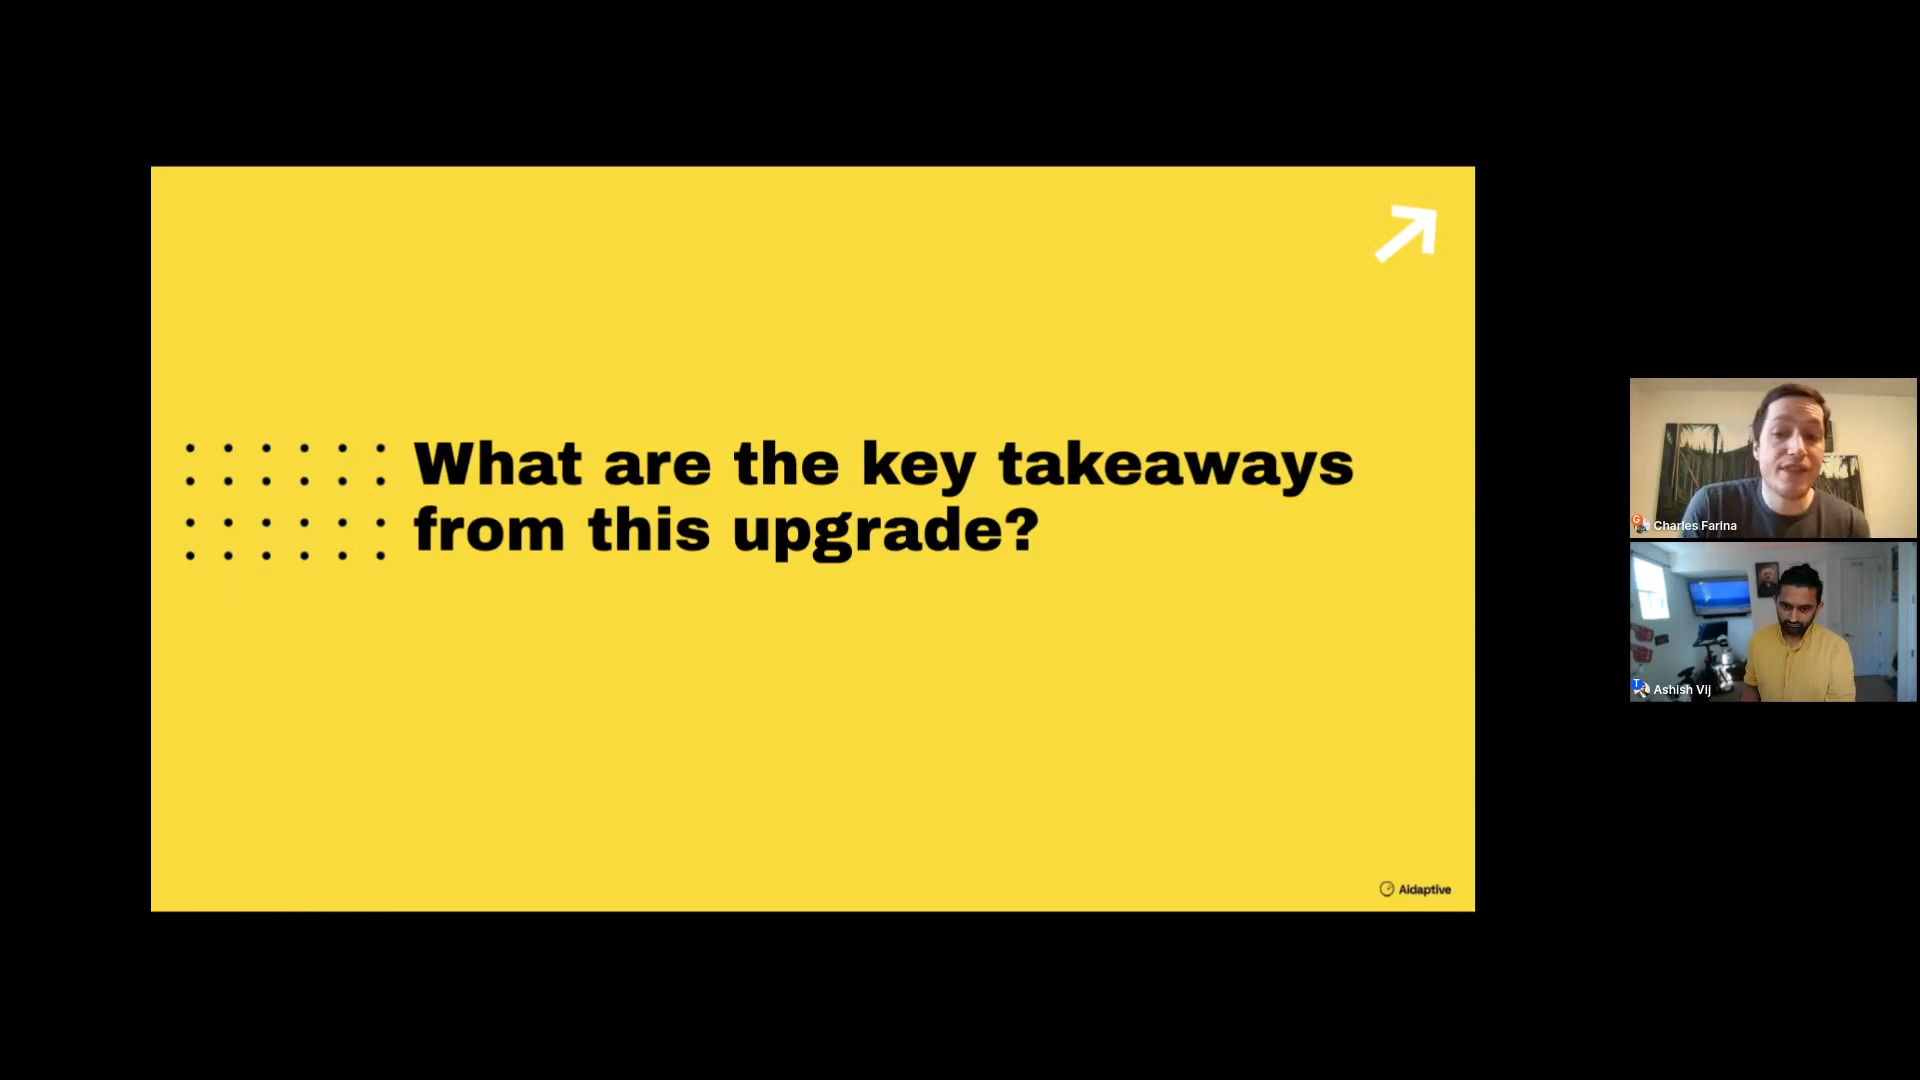 What are the key takeaways
from this upgrade?
Aidaptive
G
Charles Farina
T
Ashish Vij